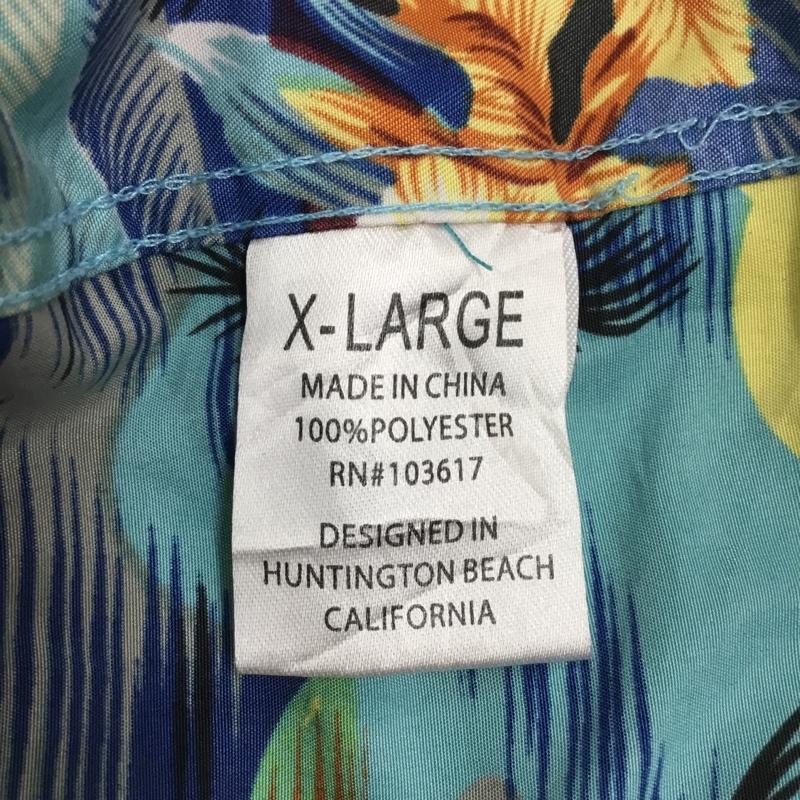 X-LARGE
MADE IN CHINA
100%POLYESTER
RN#103617
DESIGNED IN
HUNTINGTON BEACH
CALIFORNIA